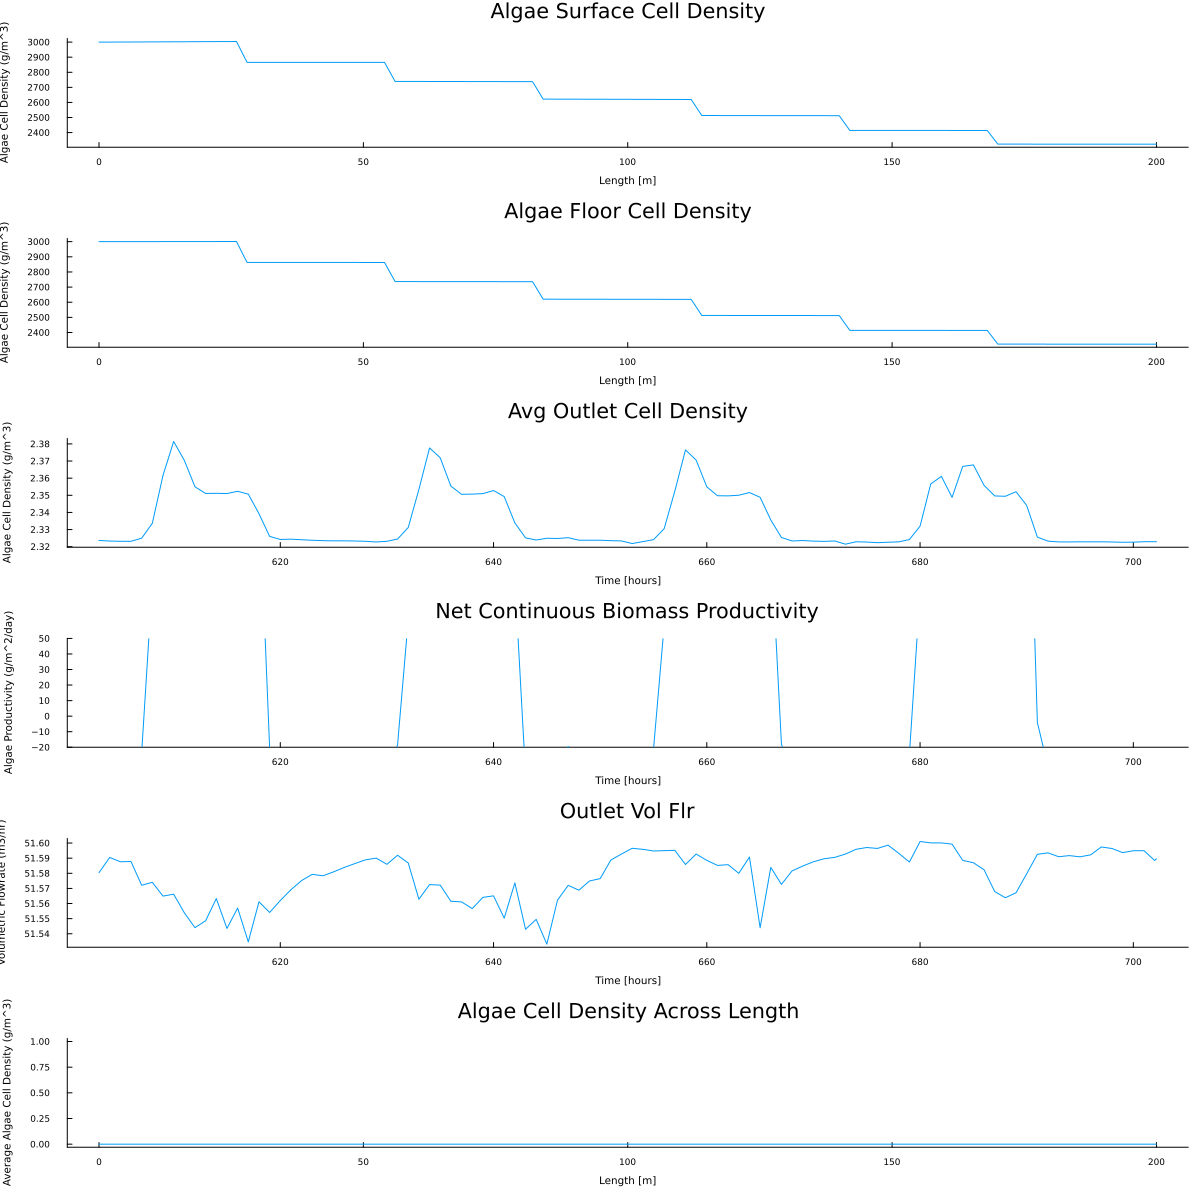 Algae Surface Cell Density
Algae Cell Density (g/m^3)
3000
2900
2800
2700
2600
2500
2400
0 50 100 150 200
Length [m]
Algae Floor Cell Density
Algae Cell Density (g/m^3)
3000
2900
2800
2700
2600
2500
2400
0 50 100 150 200
Length [m]
Avg Outlet Cell Density
Algae Cell Density (g/m^3)
2.38
2.37
2.36
2.35
2.34
2.33
2.32
620 640 660 680 700
Time [hours]
Net Continuous Biomass Productivity
Algae Productivity (g/m^2/day)
50
40
30
20
10
0
−10
−20
620 640 660 680 700
Time [hours]
Outlet Vol Flr
Volumetric Flowrate (m3/hr)
51.60
51.59
51.58
51.57
51.56
51.55
51.54
620 640 660 680 700
Time [hours]
Algae Cell Density Across Length
Average Algae Cell Density (g/m^3)
1.00
0.75
0.50
0.25
0.00
0 50 100 150 200
Length [m]